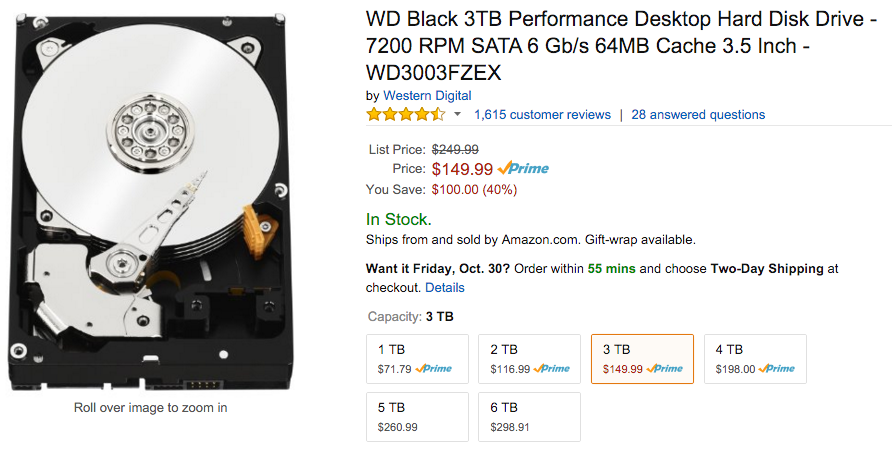 WD Black 3TB Performance Desktop Hard Disk Drive -
7200 RPM SATA 6 Gb/s 64MB Cache 3.5 Inch -
WD3003FZEX
by Western Digital
1,615 customer reviews | 28 answered questions
List Price: $249.99
Price: $149.99 Prime
You Save: $100.00 (40%)
In Stock.
Ships from and sold by Amazon.com. Gift-wrap available.
Want it Friday, Oct. 30? Order within 55 mins and choose Two-Day Shipping at
checkout. Details
Capacity: 3 TB
1 TB
$71.79 Prime
2 TB
$116.99 Prime
3 TB
$149.99 Prime
4 TB
$198.00 Prime
5 TB
$260.99
6 TB
$298.91
Roll over image to zoom in